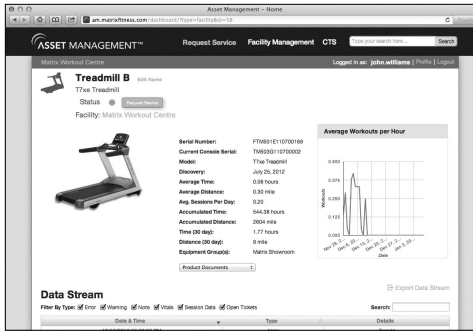 Asset Management - Home
am.matrixfitness.com/dashboard/?type=facility&id=1#
ASSET MANAGEMENT™
Request Service Facility Management CTS Type your search here... Search
Matrix Workout Centre Logged in as: john.williams | Profile | Logout
Treadmill B Edit Name
T7xe Treadmill
Status Request Service
Facility: Matrix Workout Centre
Serial Number: FTM501E110700169
Current Console Serial: TM503G110700002
Model: T7xe Treadmill
Discovery: July 25, 2012
Average Time: 0.06 hours
Average Distance: 0.30 mile
Avg. Sessions Per Day: 0.20
Accumulated Time: 544.38 hours
Accumulated Distance: 2604 mile
Time (30 day): 1.77 hours
Distance (30 day): 9 mile
Equipment Group(s): Matrix Showroom
Product Documents
Average Workouts per Hour
0.500
0.375
0.250
0.125
0.000
Workouts
Date
Data Stream
Export Data Stream
Filter By Type: Error Warning Note Vitals Session Data Open Tickets Search:
Date & Time Type Details